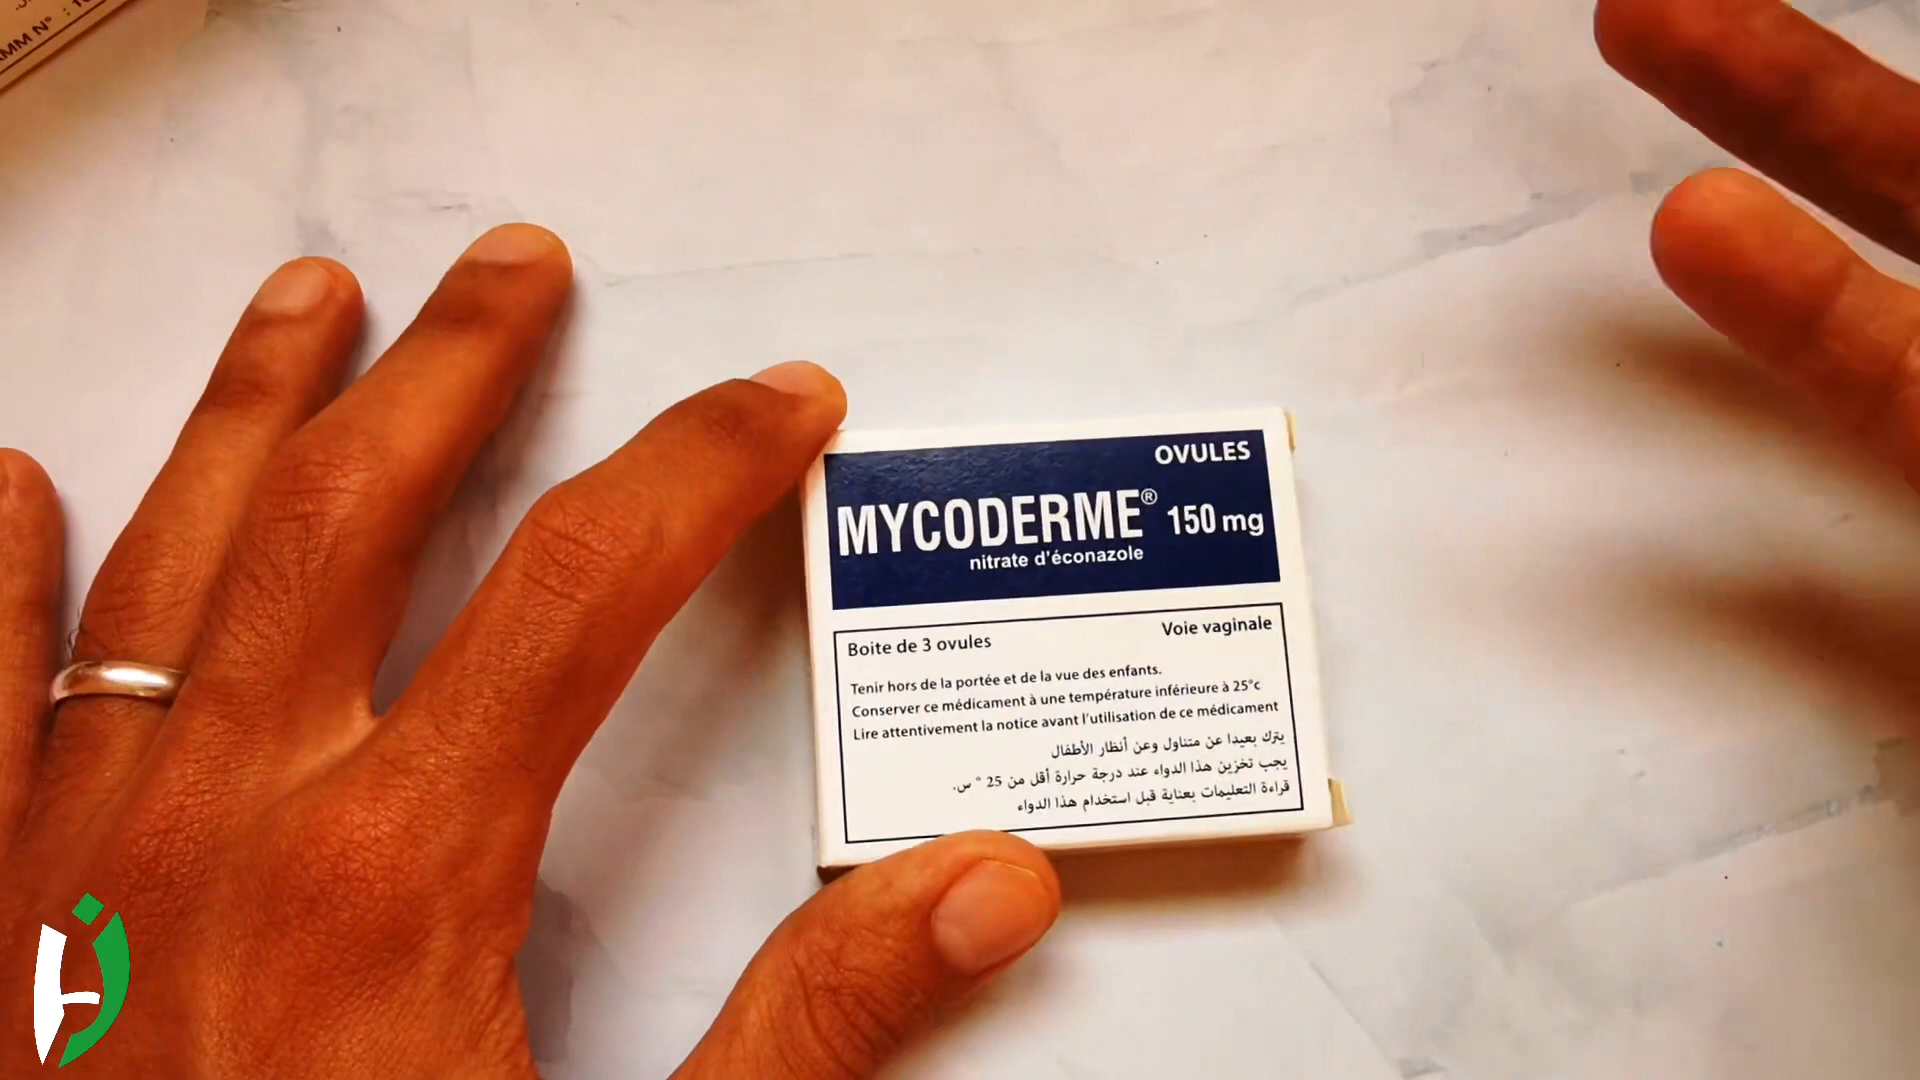 AMM N° :
OVULES
MYCODERME® 150 mg
nitrate d'éconazole
Boite de 3 ovules
Voie vaginale
Tenir hors de la portée et de la vue des enfants.
Conserver ce médicament à une température inférieure à 25°c
Lire attentivement la notice avant l'utilisation de ce médicament
يترك بعيدا عن متناول وعن أنظار الأطفال
يجب تخزين هذا الدواء عند درجة حرارة أقل من 25 ° س.
قراءة التعليمات بعناية قبل استخدام هذا الدواء